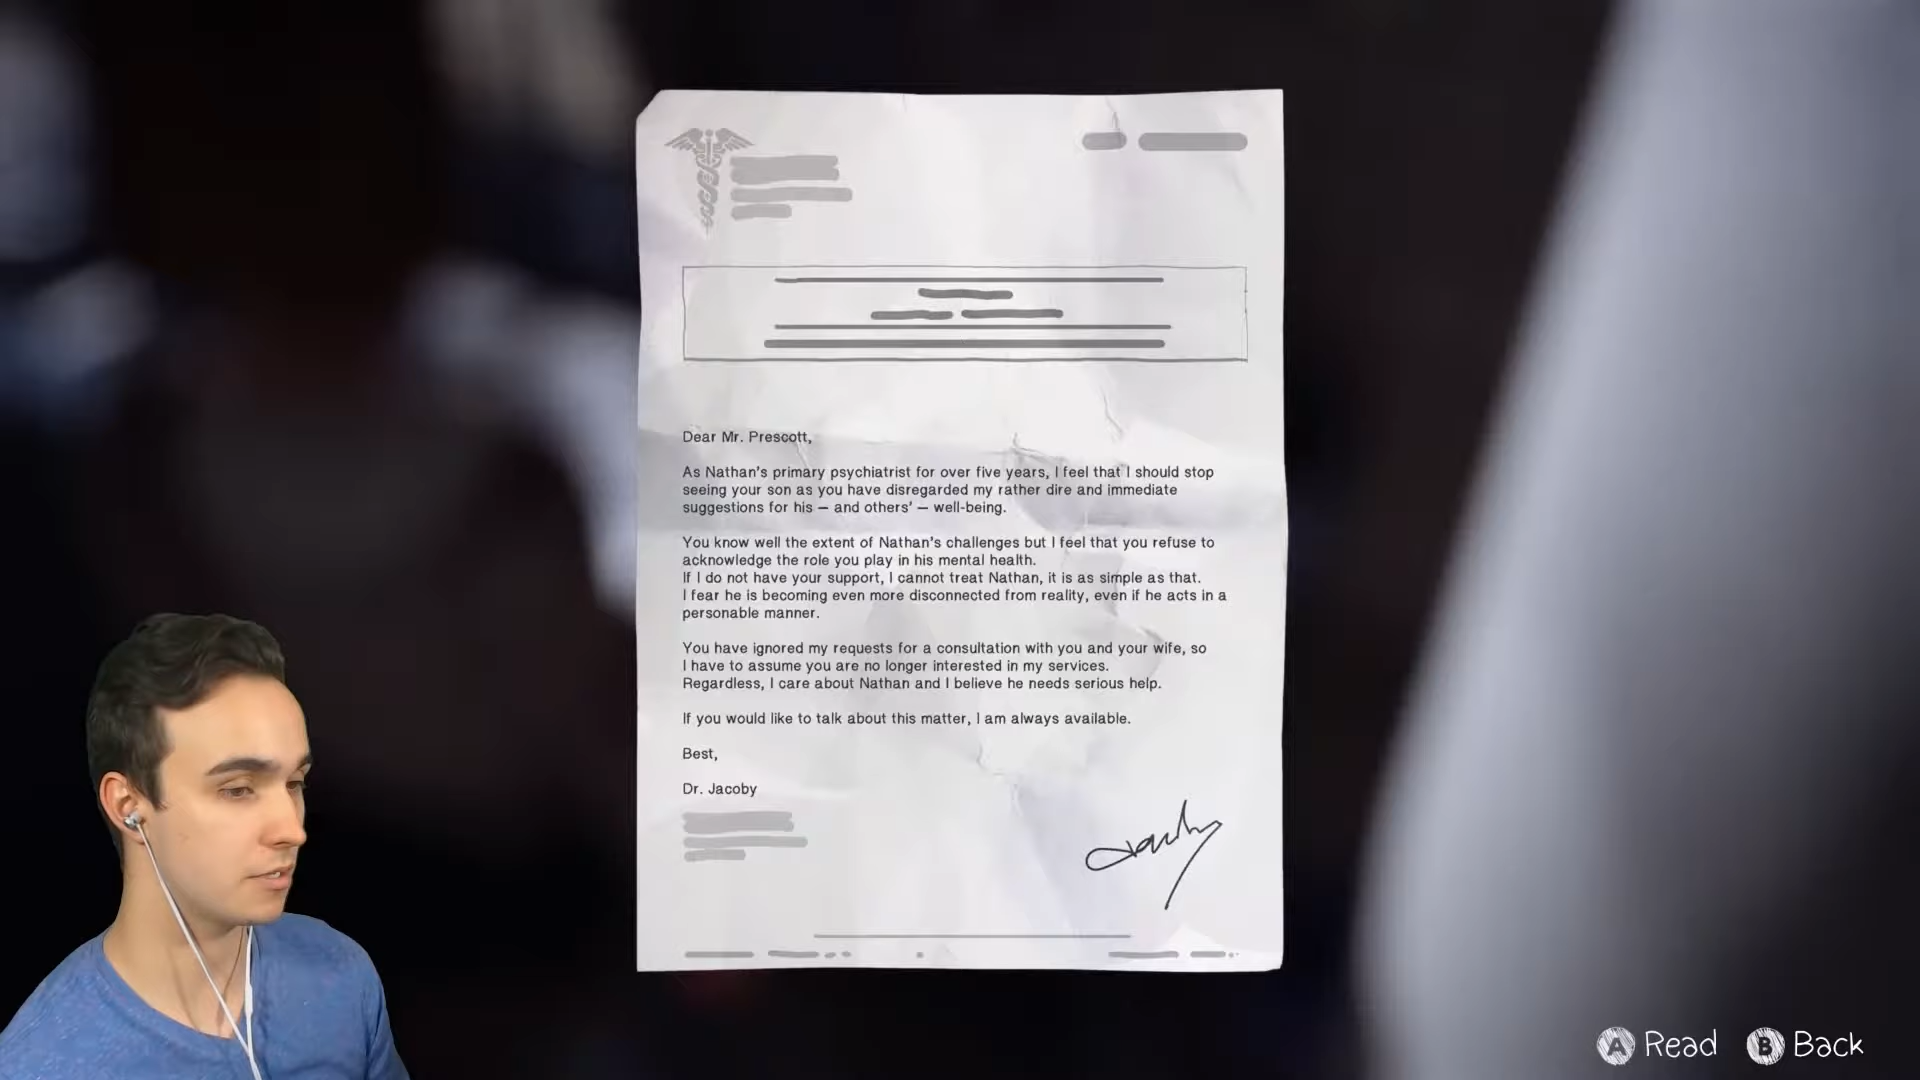 Dear Mr. Prescott,
As Nathan's primary psychiatrist for over five years, I feel that I should stop
seeing your son as you have disregarded my rather dire and immediate
suggestions for his — and others' — well-being.
You know well the extent of Nathan's challenges but I feel that you refuse to
acknowledge the role you play in his mental health.
If I do not have your support, I cannot treat Nathan, it is as simple as that.
I fear he is becoming even more disconnected from reality, even if he acts in a
personable manner.
You have ignored my requests for a consultation with you and your wife, so
I have to assume you are no longer interested in my services.
Regardless, I care about Nathan and I believe he needs serious help.
If you would like to talk about this matter, I am always available.
Best,
Dr. Jacoby
A Read B Back